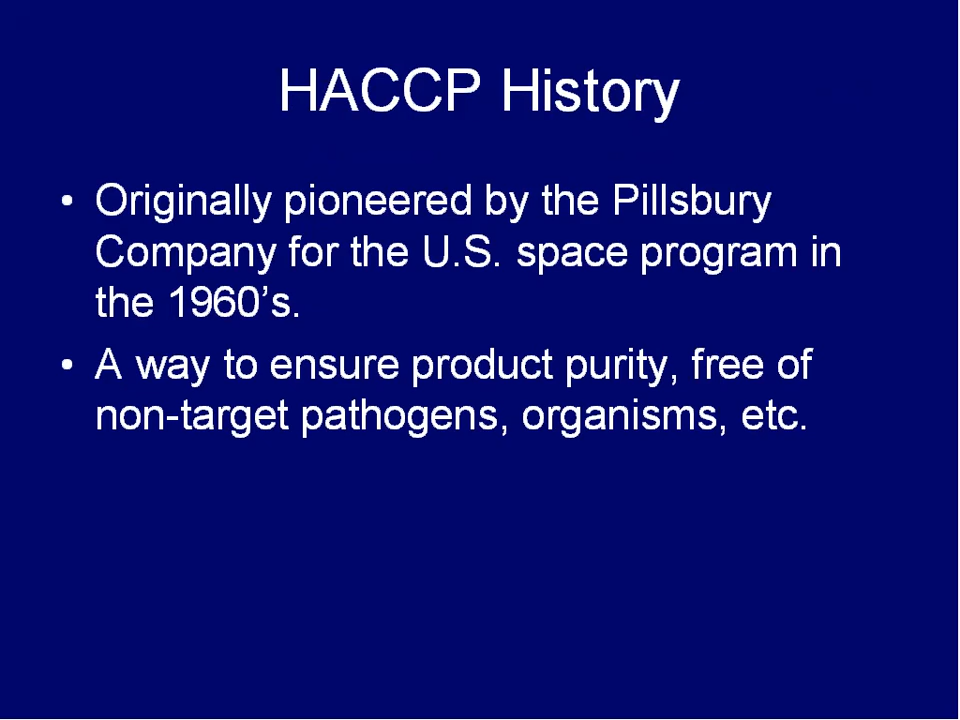 HACCP History
• Originally pioneered by the Pillsbury
Company for the U.S. space program in
the 1960's.
• A way to ensure product purity, free of
non-target pathogens, organisms, etc.